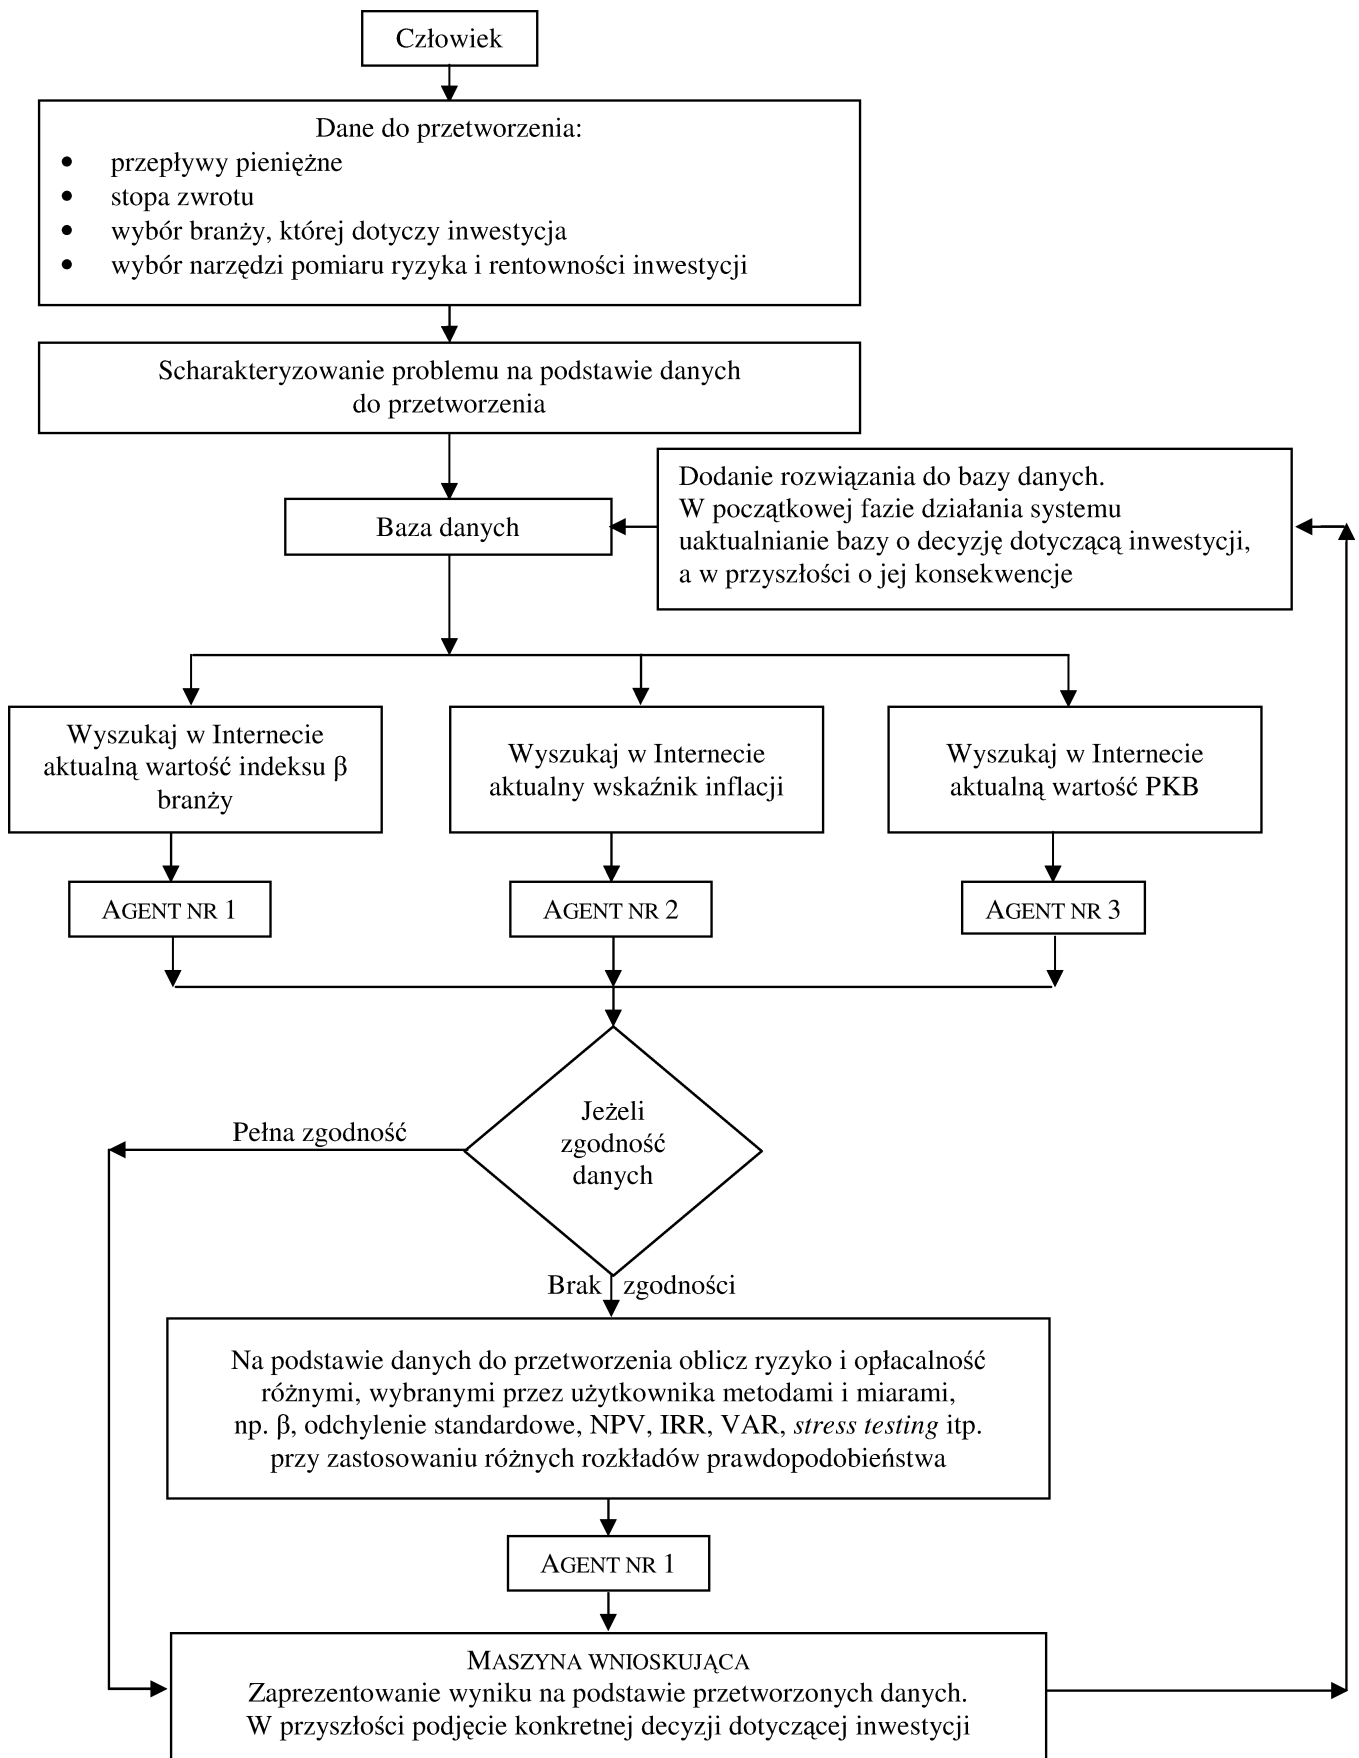 Człowiek
Dane do przetworzenia:
• przepływy pieniężne
• stopa zwrotu
• wybór branży, której dotyczy inwestycja
• wybór narzędzi pomiaru ryzyka i rentowności inwestycji
Scharakteryzowanie problemu na podstawie danych
do przetworzenia
Dodanie rozwiązania do bazy danych.
W początkowej fazie działania systemu
uaktualnianie bazy o decyzję dotyczącą inwestycji,
a w przyszłości o jej konsekwencje
Baza danych
Wyszukaj w Internecie
aktualną wartość indeksu β
branży
Wyszukaj w Internecie
aktualny wskaźnik inflacji
Wyszukaj w Internecie
aktualną wartość PKB
AGENT NR 1
AGENT NR 2
AGENT NR 3
Jeżeli
zgodność
danych
Pełna zgodność
Brak zgodności
Na podstawie danych do przetworzenia oblicz ryzyko i opłacalność
różnymi, wybranymi przez użytkownika metodami i miarami,
np. β, odchylenie standardowe, NPV, IRR, VAR, stress testing itp.
przy zastosowaniu różnych rozkładów prawdopodobieństwa
AGENT NR 1
MASZYNA WNIOSKUJĄCA
Zaprezentowanie wyniku na podstawie przetworzonych danych.
W przyszłości podjęcie konkretnej decyzji dotyczącej inwestycji